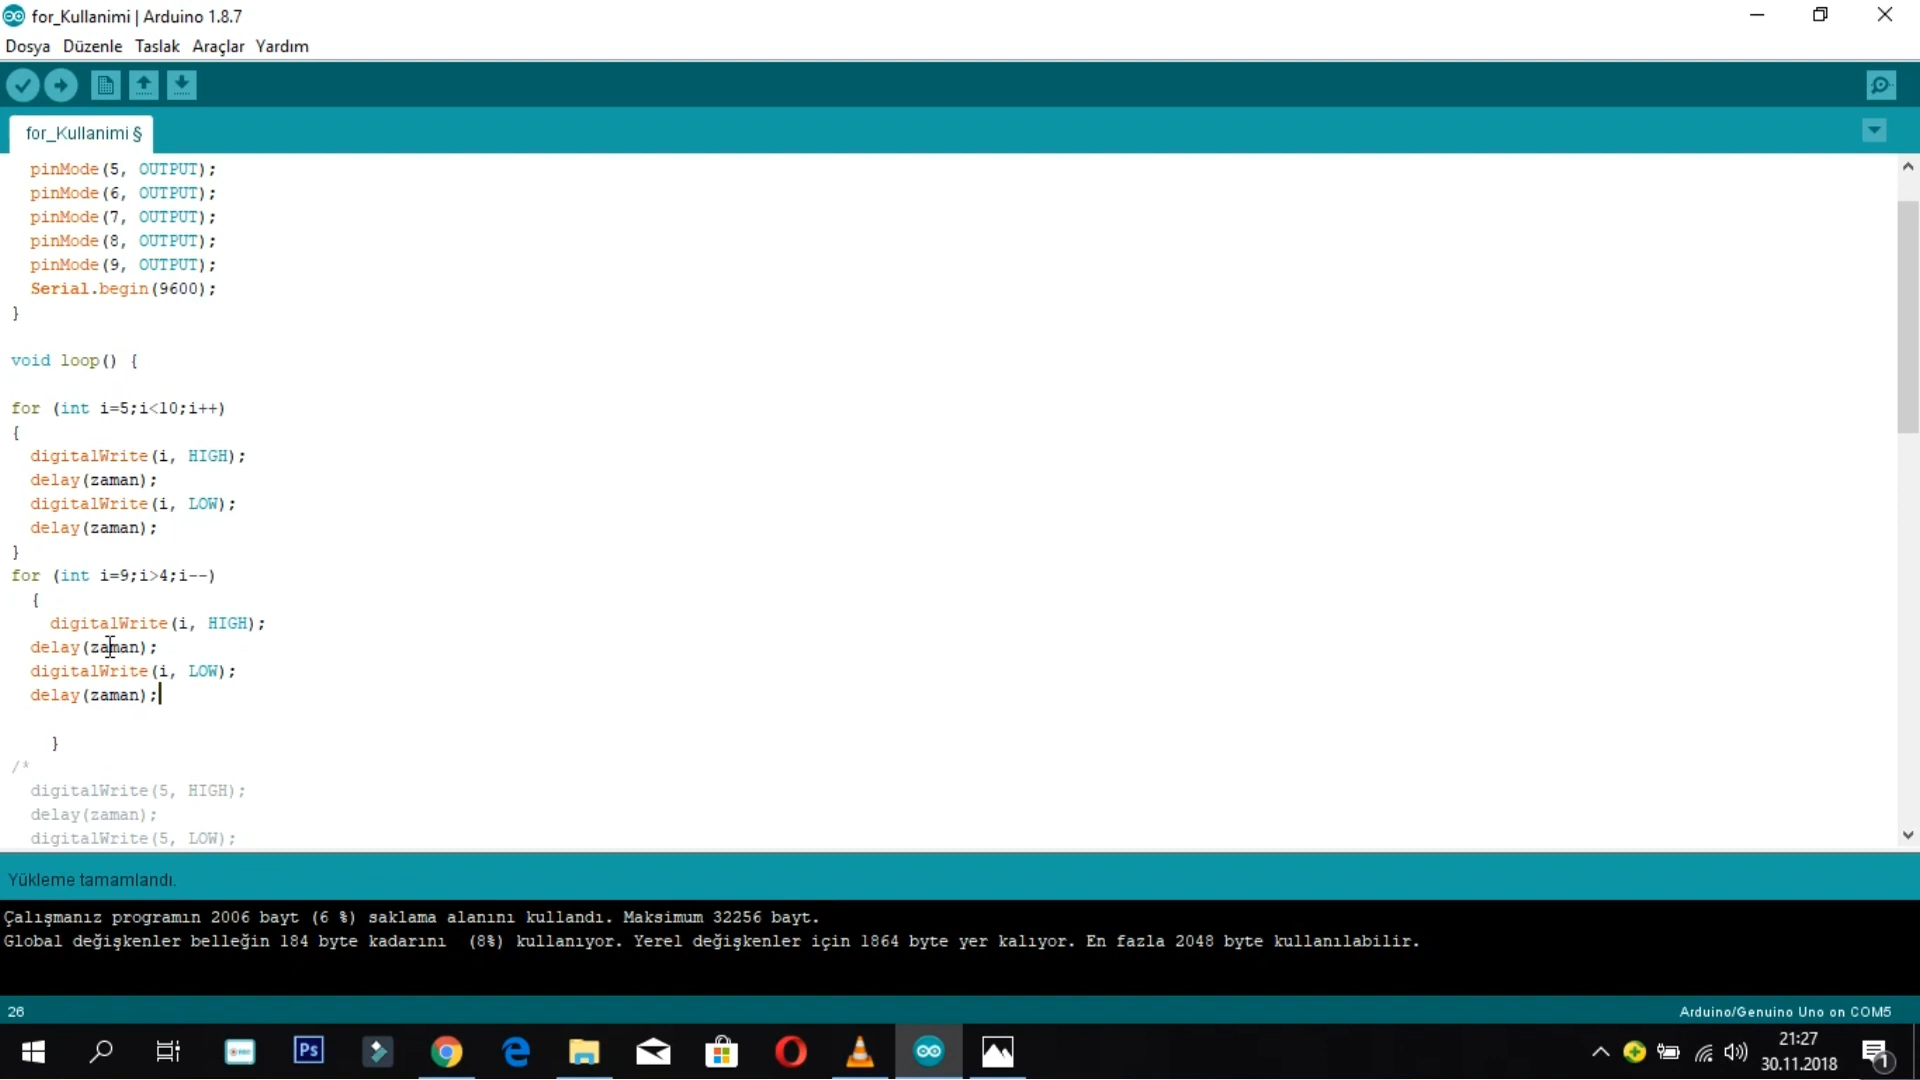 for_Kullanimi | Arduino 1.8.7
Dosya Düzenle Taslak Araçlar Yardım
for_Kullanimi §
pinMode(5, OUTPUT);
pinMode(6, OUTPUT);
pinMode(7, OUTPUT);
pinMode(8, OUTPUT);
pinMode(9, OUTPUT);
Serial.begin(9600);
}
void loop() {
for (int i=5;i<10;i++)
{
digitalWrite(i, HIGH);
delay(zaman);
digitalWrite(i, LOW);
delay(zaman);
}
for (int i=9;i>4;i--)
{
digitalWrite(i, HIGH);
delay(zaman);
digitalWrite(i, LOW);
delay(zaman);
}
/*
digitalWrite(5, HIGH);
delay(zaman);
digitalWrite(5, LOW);
Yükleme tamamlandı.
Çalışmanız programın 2006 bayt (6 %) saklama alanını kullandı. Maksimum 32256 bayt.
Global değişkenler belleğin 184 byte kadarını (8%) kullanıyor. Yerel değişkenler için 1864 byte yer kalıyor. En fazla 2048 byte kullanılabilir.
26
Arduino/Genuino Uno on COM5
Ps
21:27
30.11.2018
1